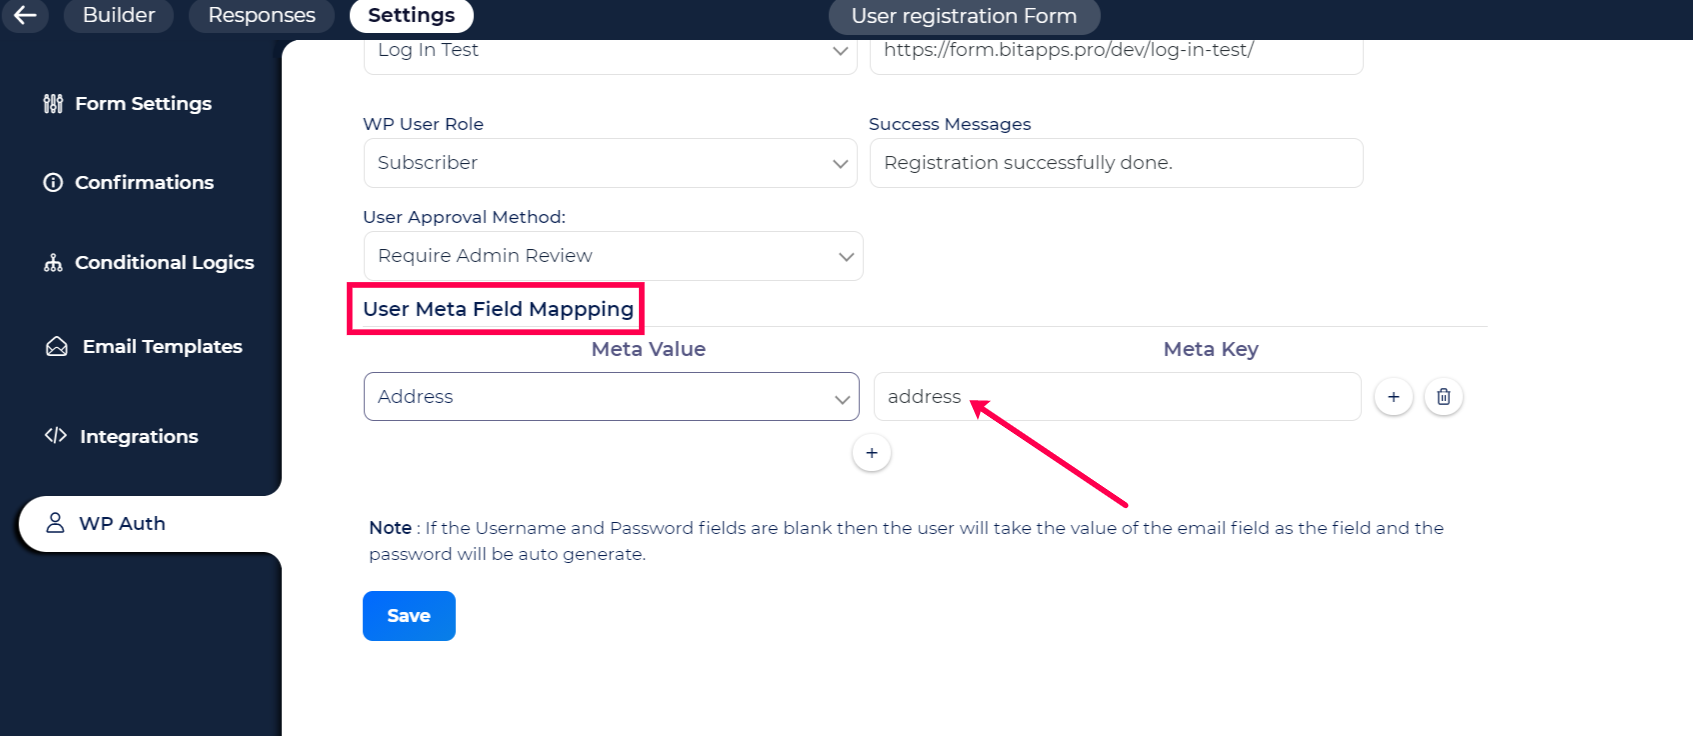 Builder
Responses
Settings
User registration Form
Form Settings
Confirmations
Conditional Logics
Email Templates
Integrations
WP Auth
Log In Test
https://form.bitapps.pro/dev/log-in-test/
WP User Role
Success Messages
Subscriber
Registration successfully done.
User Approval Method:
Require Admin Review
User Meta Field Mappping
Meta Value
Meta Key
Address
address
Note : If the Username and Password fields are blank then the user will take the value of the email field as the field and the
password will be auto generate.
Save